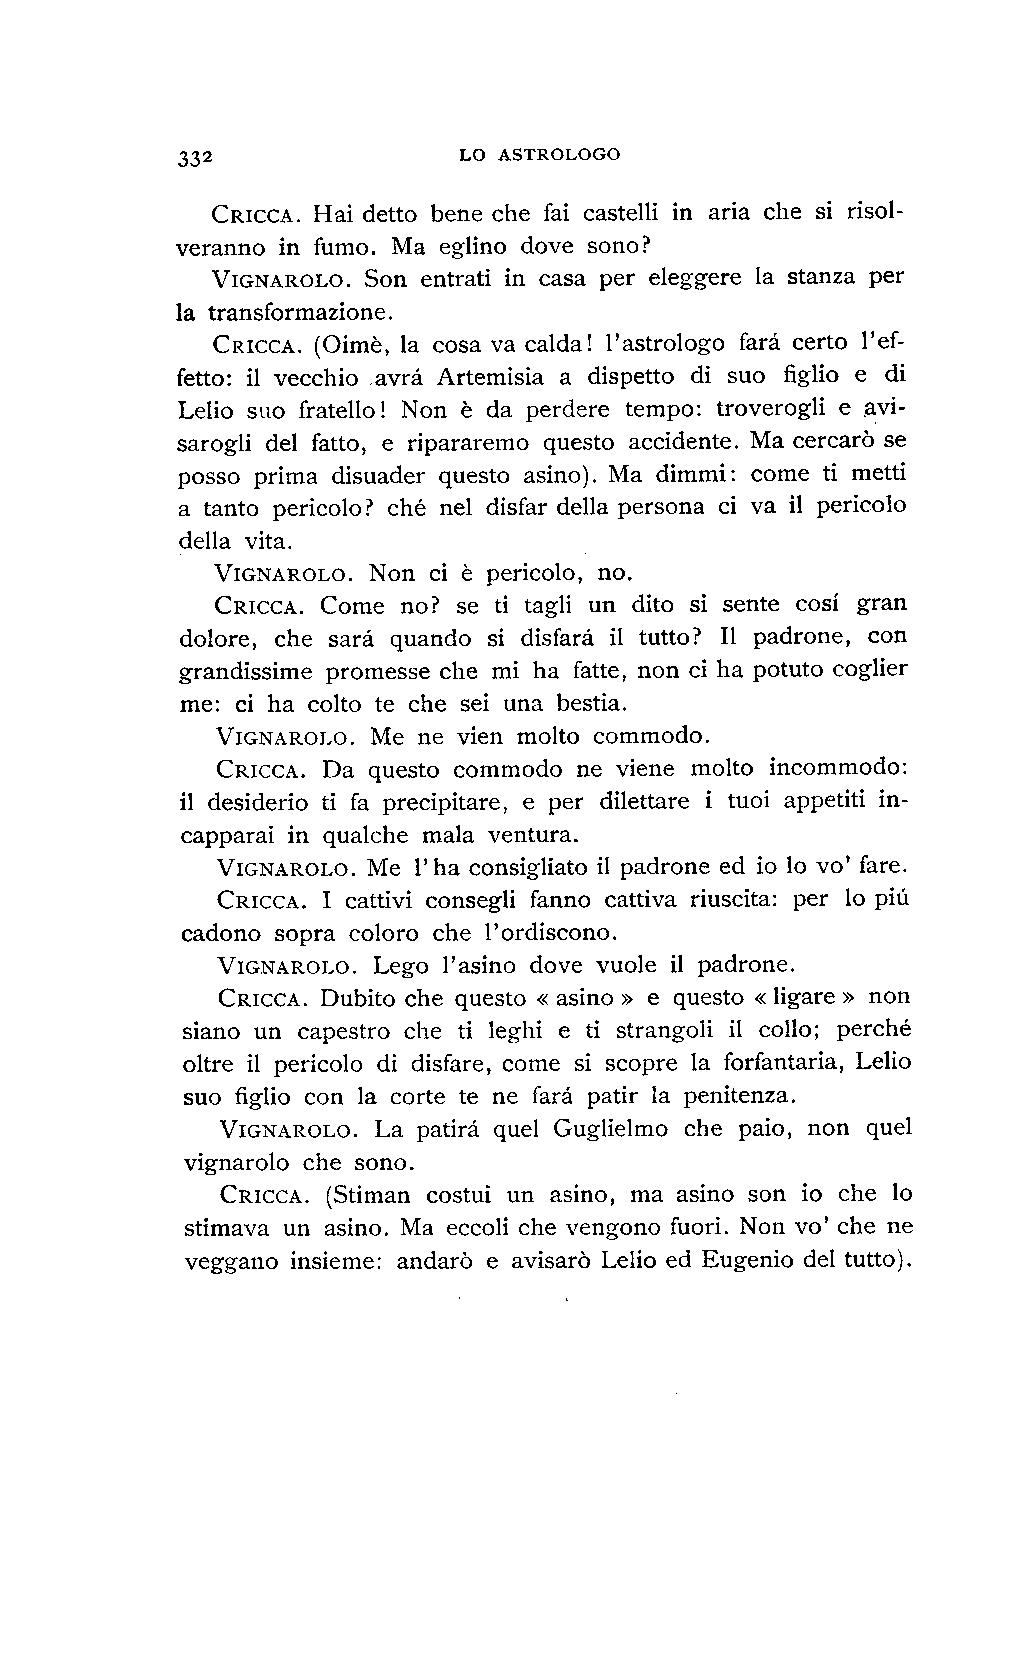 332 LO ASTROLOGO
CRICCA. Hai detto bene che fai castelli in aria che si risol-
veranno in fumo. Ma eglino dove sono?
VIGNAROLO. Son entrati in casa per eleggere la stanza per
la transformazione.
CRICCA. (Oimè, la cosa va calda! l'astrologo fará certo l'ef-
fetto: il vecchio avrá Artemisia a dispetto di suo figlio e di
Lelio suo fratello! Non è da perdere tempo: troverogli e avi-
sarogli del fatto, e ripararemo questo accidente. Ma cercarò se
posso prima disuader questo asino). Ma dimmi: come ti metti
a tanto pericolo? ché nel disfar della persona ci va il pericolo
della vita.
VIGNAROLO. Non ci è pericolo, no.
CRICCA. Come no? se ti tagli un dito si sente cosí gran
dolore, che sará quando si disfará il tutto? Il padrone, con
grandissime promesse che mi ha fatte, non ci ha potuto coglier
me: ci ha colto te che sei una bestia.
VIGNAROLO. Me ne vien molto commodo.
CRICCA. Da questo commodo ne viene molto incommodo:
il desiderio ti fa precipitare, e per dilettare i tuoi appetiti in-
capparai in qualche mala ventura.
VIGNAROLO. Me l'ha consigliato il padrone ed io lo vo' fare.
CRICCA. I cattivi consegli fanno cattiva riuscita: per lo piú
cadono sopra coloro che l'ordiscono.
VIGNAROLO. Lego l'asino dove vuole il padrone.
CRICCA. Dubito che questo « asino » e questo « ligare » non
siano un capestro che ti leghi e ti strangoli il collo; perché
oltre il pericolo di disfare, come si scopre la forfantaria, Lelio
suo figlio con la corte te ne fará patir la penitenza.
VIGNAROLO. La patirá quel Guglielmo che paio, non quel
vignarolo che sono.
CRICCA. (Stiman costui un asino, ma asino son io che lo
stimava un asino. Ma eccoli che vengono fuori. Non vo' che ne
veggano insieme: andarò e avisarò Lelio ed Eugenio del tutto).